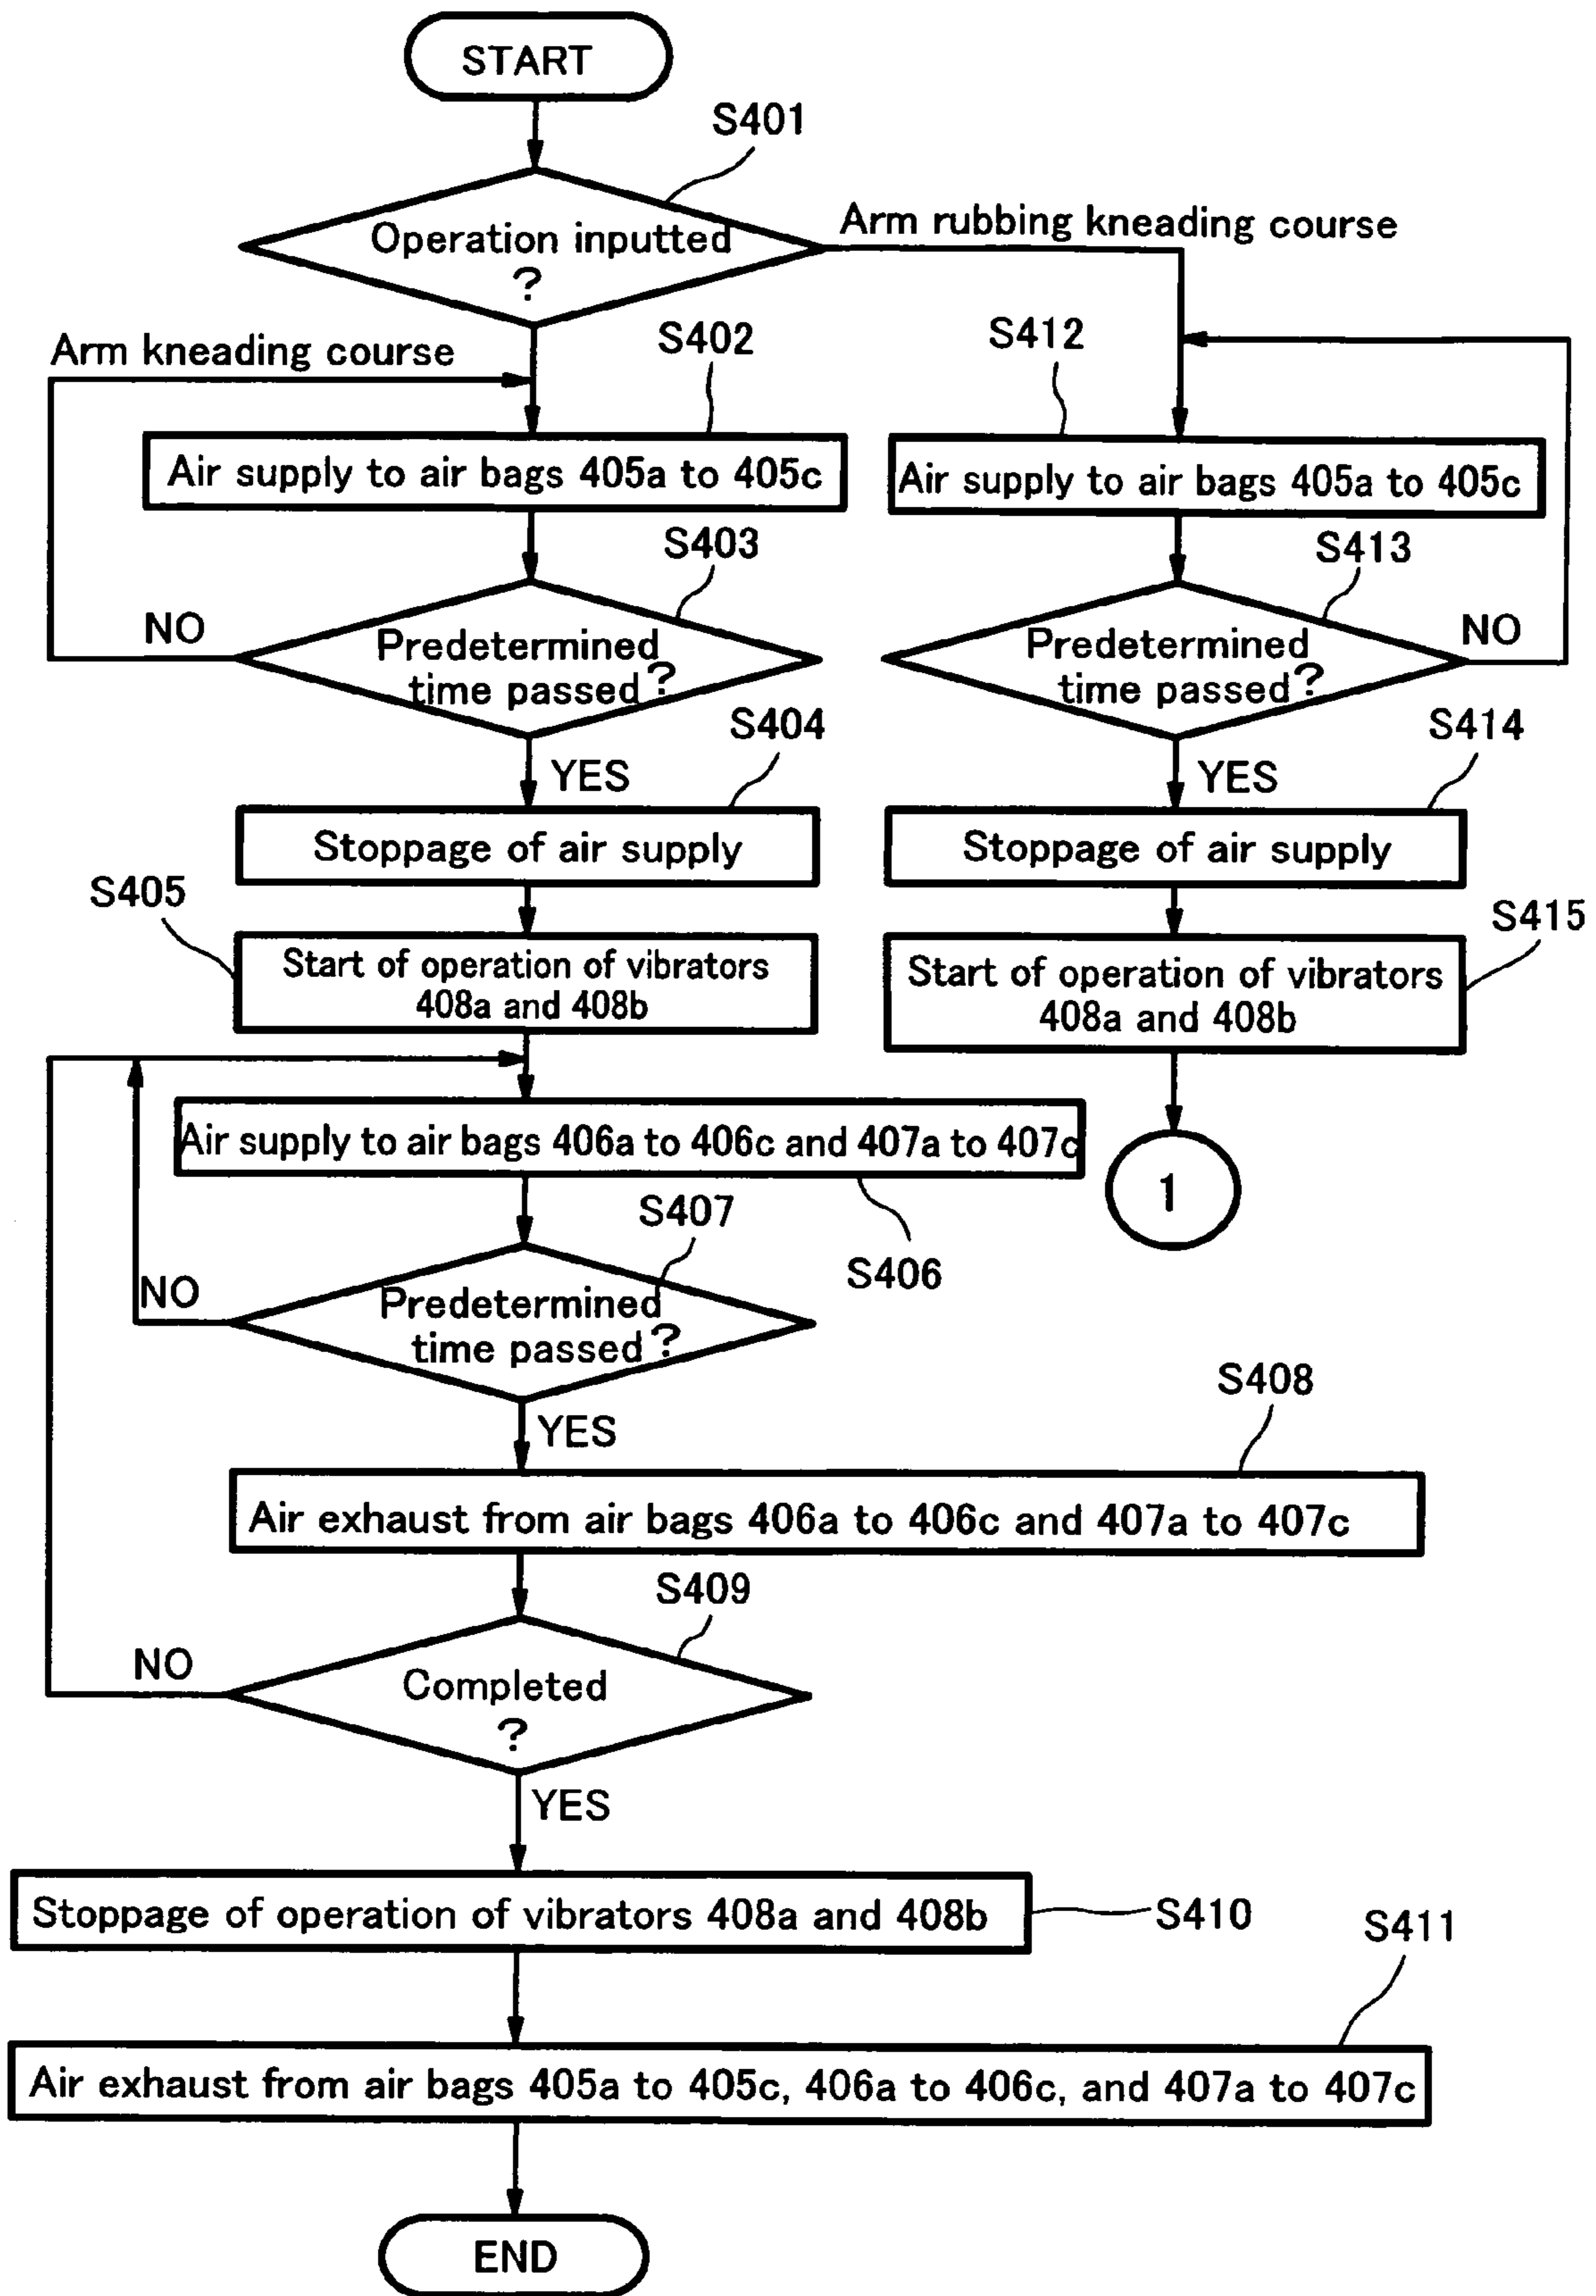 START
S401
Operation inputted
?
Arm rubbing kneading course
Arm kneading course
S402
Air supply to air bags 405a to 405c
S403
Predetermined
time passed?
NO
YES
S404
Stoppage of air supply
S405
Start of operation of vibrators
408a and 408b
S412
Air supply to air bags 405a to 405c
S413
Predetermined
time passed?
NO
YES
S414
Stoppage of air supply
S415
Start of operation of vibrators
408a and 408b
1
Air supply to air bags 406a to 406c and 407a to 407c
S406
S407
Predetermined
time passed?
NO
YES
S408
Air exhaust from air bags 406a to 406c and 407a to 407c
S409
Completed
?
NO
YES
Stoppage of operation of vibrators 408a and 408b
S410
S411
Air exhaust from air bags 405a to 405c, 406a to 406c, and 407a to 407c
END